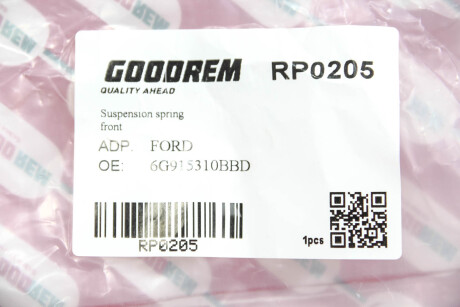 GOODREM RP0205
QUALITY AHEAD
Suspension spring
front
ADP. FORD
OE: 6G915310BBD
RP0205
1pcs